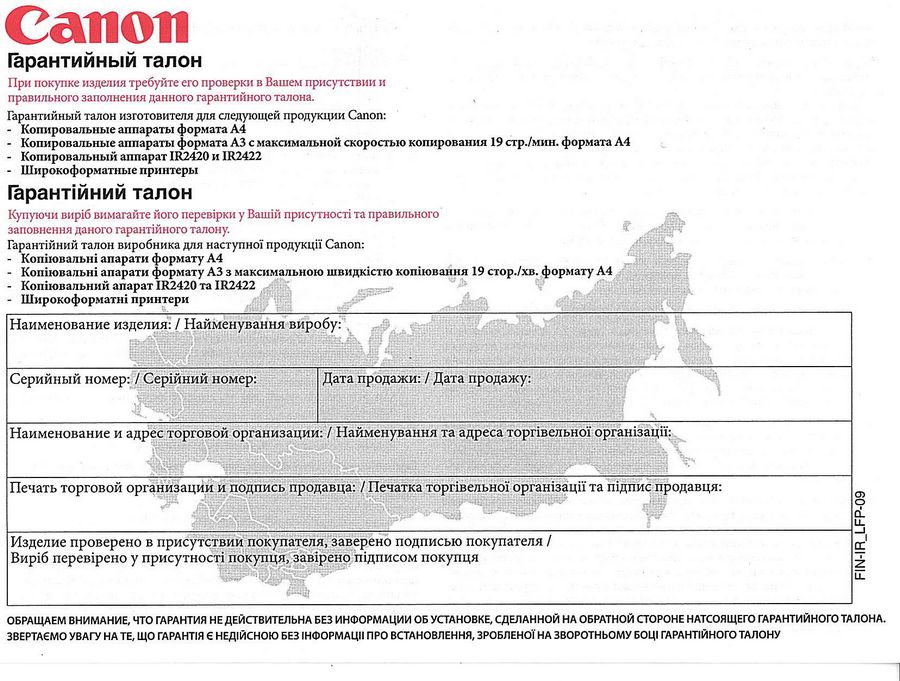 Canon
Гарантийный талон
При покупке изделия требуйте его проверки в Вашем присутствии и
правильного заполнения данного гарантийного талона.
Гарантийный талон изготовителя для следующей продукции Canon:
- Копировальные аппараты формата А4
- Копировальные аппараты формата А3 с максимальной скоростью копирования 19 стр./мин. формата А4
- Копировальный аппарат IR2420 и IR2422
- Широкоформатные принтеры
Гарантійний талон
Купуючи виріб вимагайте його перевірки у Вашій присутності та правильного
заповнення даного гарантійного талону.
Гарантійний талон виробника для наступної продукції Canon:
- Копіювальні апарати формату А4
- Копіювальні апарати формату А3 з максимальною швидкістю копіювання 19 стор./хв. формату А4
- Копіювальний апарат IR2420 та IR2422
- Широкоформатні принтери
Наименование изделия: / Найменування виробу:
Серийный номер: / Серійний номер:
Дата продажи: / Дата продажу:
Наименование и адрес торговой организации: / Найменування та адреса торгівельної організації:
Печать торговой организации и подпись продавца: / Печатка торгівельної організації та підпис продавця:
Изделие проверено в присутствии покупателя, заверено подписью покупателя /
Виріб перевірено у присутності покупця, завірено підписом покупця
FIN-IR_LFP-09
ОБРАЩАЕМ ВНИМАНИЕ, ЧТО ГАРАНТИЯ НЕ ДЕЙСТВИТЕЛЬНА БЕЗ ИНФОРМАЦИИ ОБ УСТАНОВКЕ, СДЕЛАННОЙ НА ОБРАТНОЙ СТОРОНЕ НАТСОЯЩЕГО ГАРАНТИЙНОГО ТАЛОНА.
ЗВЕРТАЄМО УВАГУ НА ТЕ, ЩО ГАРАНТІЯ Є НЕДІЙСНОЮ БЕЗ ІНФОРМАЦІЇ ПРО ВСТАНОВЛЕННЯ, ЗРОБЛЕНОЇ НА ЗВОРОТНЬОМУ БОЦІ ГАРАНТІЙНОГО ТАЛОНУ